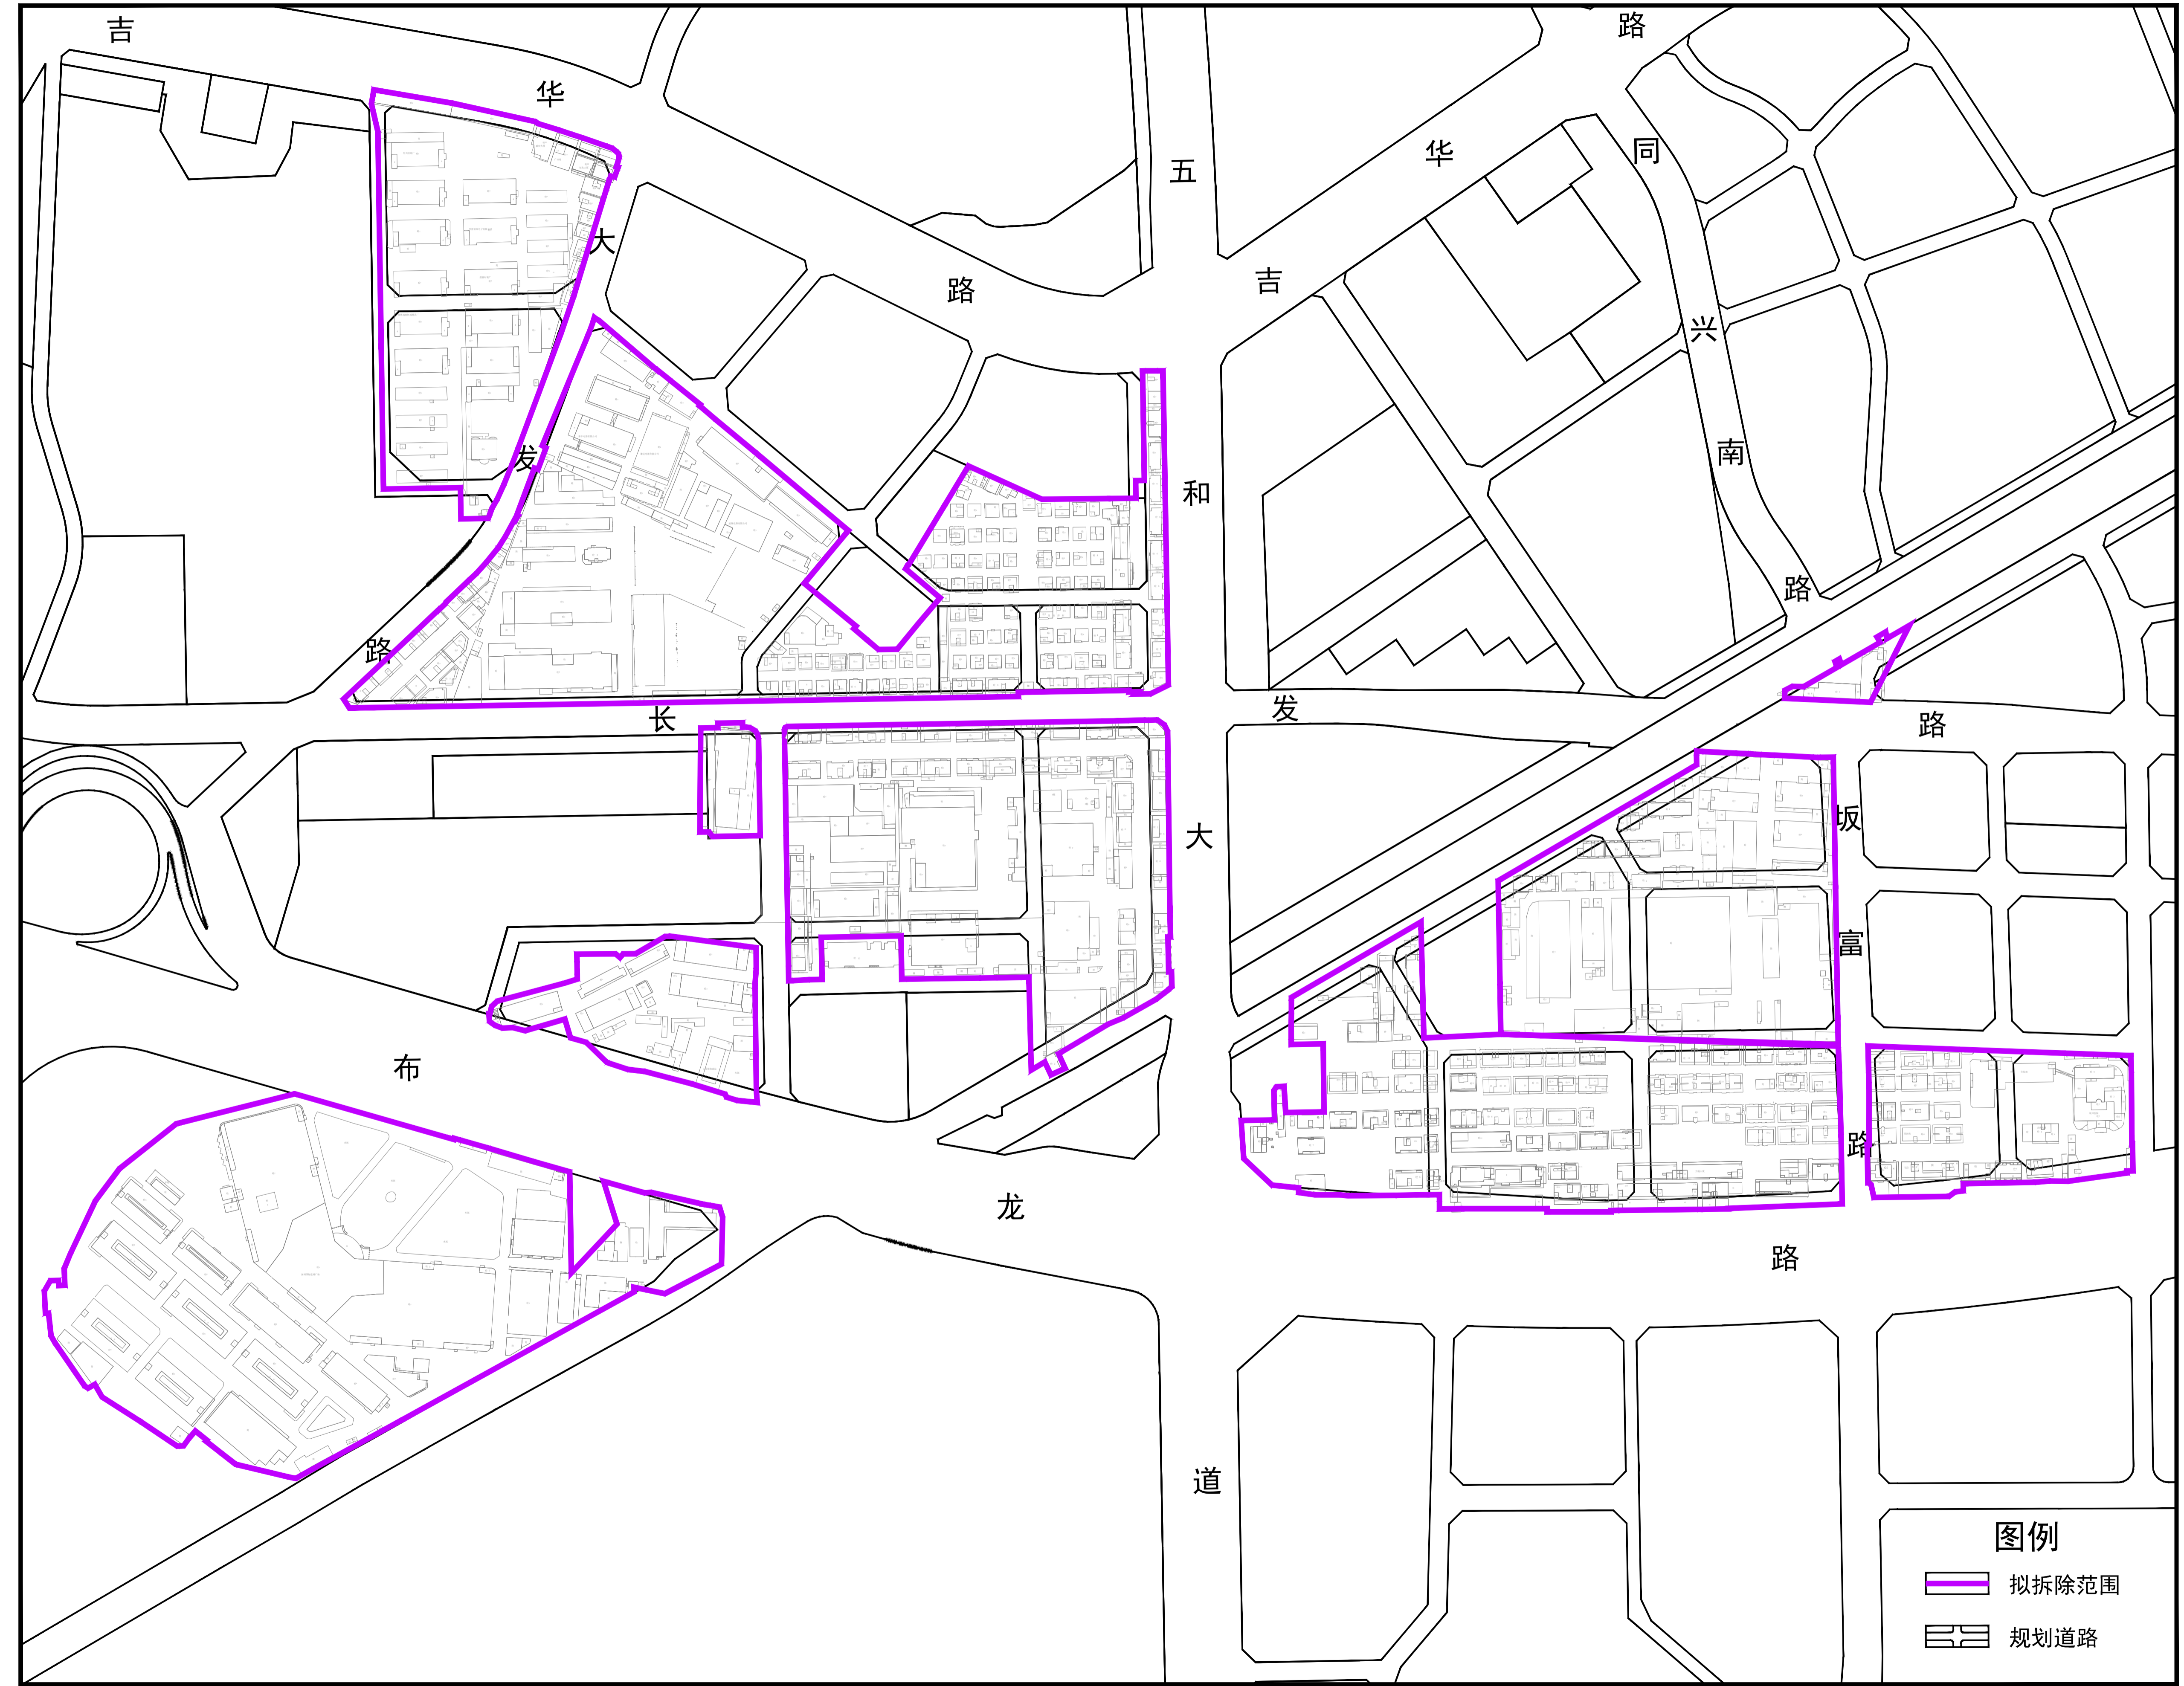 吉
华
路
吉
华
路
五
和
大
道
同
兴
南
路
大
发
路
长
发
路
坂
富
路
布
龙
路
图例
拟拆除范围
规划道路